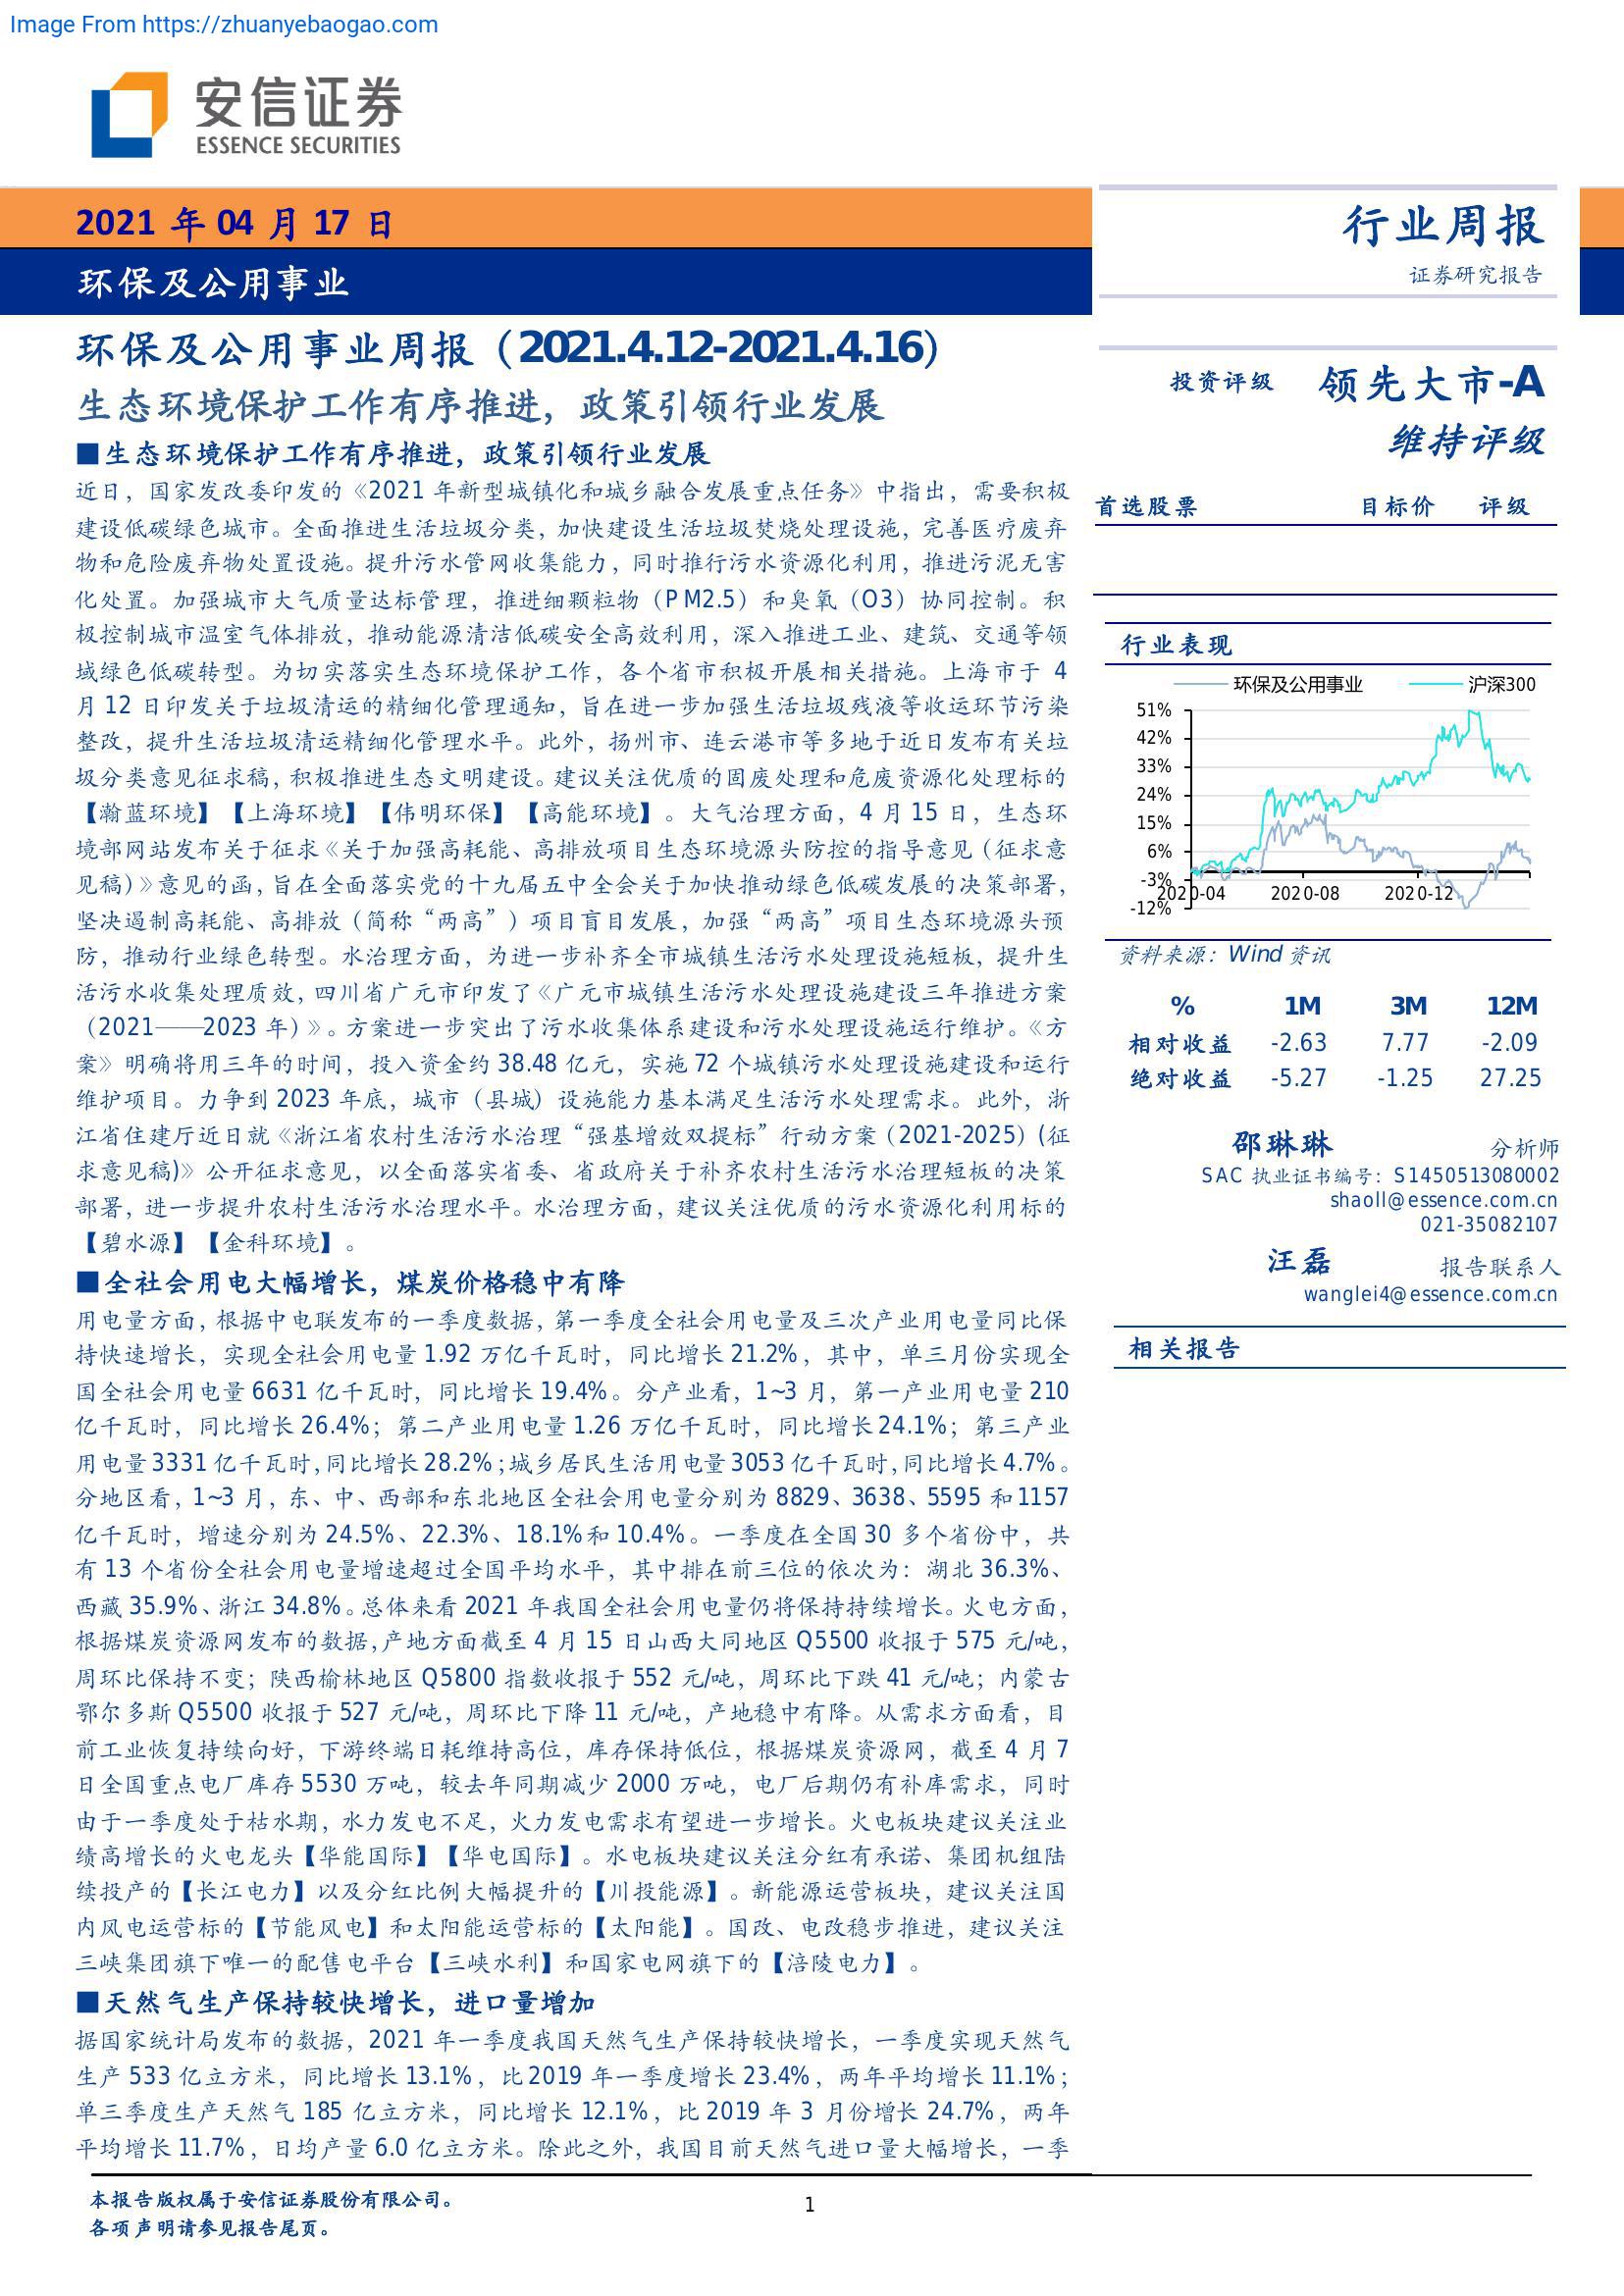 Image From https://zhuanyebaogao.com
安信证券
ESSENCE SECURITIES
2021 年 04 月 17 日
环保及公用事业
行业周报
证券研究报告
环保及公用事业周报（2021.4.12-2021.4.16）
生态环境保护工作有序推进，政策引领行业发展
■生态环境保护工作有序推进，政策引领行业发展
近日，国家发改委印发的《2021 年新型城镇化和城乡融合发展重点任务》中指出，需要积极
建设低碳绿色城市。全面推进生活垃圾分类，加快建设生活垃圾焚烧处理设施，完善医疗废弃
物和危险废弃物处置设施。提升污水管网收集能力，同时推行污水资源化利用，推进污泥无害
化处置。加强城市大气质量达标管理，推进细颗粒物（PM2.5）和臭氧（O3）协同控制。积
极控制城市温室气体排放，推动能源清洁低碳安全高效利用，深入推进工业、建筑、交通等领
域绿色低碳转型。为切实落实生态环境保护工作，各个省市积极开展相关措施。上海市于 4
月 12 日印发关于垃圾清运的精细化管理通知，旨在进一步加强生活垃圾残液等收运环节污染
整改，提升生活垃圾清运精细化管理水平。此外，扬州市、连云港市等多地于近日发布有关垃
圾分类意见征求稿，积极推进生态文明建设。建议关注优质的固废处理和危废资源化处理标的
【瀚蓝环境】【上海环境】【伟明环保】【高能环境】。大气治理方面，4 月 15 日，生态环
境部网站发布关于征求《关于加强高耗能、高排放项目生态环境源头防控的指导意见（征求意
见稿）》意见的函，旨在全面落实党的十九届五中全会关于加快推动绿色低碳发展的决策部署，
坚决遏制高耗能、高排放（简称“两高”）项目盲目发展，加强“两高”项目生态环境源头预
防，推动行业绿色转型。水治理方面，为进一步补齐全市城镇生活污水处理设施短板，提升生
活污水收集处理质效，四川省广元市印发了《广元市城镇生活污水处理设施建设三年推进方案
（2021——2023 年）》。方案进一步突出了污水收集体系建设和污水处理设施运行维护。《方
案》明确将用三年的时间，投入资金约 38.48 亿元，实施 72 个城镇污水处理设施建设和运行
维护项目。力争到 2023 年底，城市（县城）设施能力基本满足生活污水处理需求。此外，浙
江省住建厅近日就《浙江省农村生活污水治理“强基增效双提标”行动方案（2021-2025）(征
求意见稿)》公开征求意见，以全面落实省委、省政府关于补齐农村生活污水治理短板的决策
部署，进一步提升农村生活污水治理水平。水治理方面，建议关注优质的污水资源化利用标的
【碧水源】【金科环境】。
■全社会用电大幅增长，煤炭价格稳中有降
用电量方面，根据中电联发布的一季度数据，第一季度全社会用电量及三次产业用电量同比保
持快速增长，实现全社会用电量 1.92 万亿千瓦时，同比增长 21.2%，其中，单三月份实现全
国全社会用电量 6631 亿千瓦时，同比增长 19.4%。分产业看，1~3 月，第一产业用电量 210
亿千瓦时，同比增长 26.4%；第二产业用电量 1.26 万亿千瓦时，同比增长 24.1%；第三产业
用电量 3331 亿千瓦时，同比增长 28.2%；城乡居民生活用电量 3053 亿千瓦时，同比增长 4.7%。
分地区看，1~3 月，东、中、西部和东北地区全社会用电量分别为 8829、3638、5595 和 1157
亿千瓦时，增速分别为 24.5%、22.3%、18.1%和 10.4%。一季度在全国 30 多个省份中，共
有 13 个省份全社会用电量增速超过全国平均水平，其中排在前三位的依次为：湖北 36.3%、
西藏 35.9%、浙江 34.8%。总体来看 2021 年我国全社会用电量仍将保持持续增长。火电方面，
根据煤炭资源网发布的数据，产地方面截至 4 月 15 日山西大同地区 Q5500 收报于 575 元/吨，
周环比保持不变；陕西榆林地区 Q5800 指数收报于 552 元/吨，周环比下跌 41 元/吨；内蒙古
鄂尔多斯 Q5500 收报于 527 元/吨，周环比下降 11 元/吨，产地稳中有降。从需求方面看，目
前工业恢复持续向好，下游终端日耗维持高位，库存保持低位，根据煤炭资源网，截至 4 月 7
日全国重点电厂库存 5530 万吨，较去年同期减少 2000 万吨，电厂后期仍有补库需求，同时
由于一季度处于枯水期，水力发电不足，火力发电需求有望进一步增长。火电板块建议关注业
绩高增长的火电龙头【华能国际】【华电国际】。水电板块建议关注分红有承诺、集团机组陆
续投产的【长江电力】以及分红比例大幅提升的【川投能源】。新能源运营板块，建议关注国
内风电运营标的【节能风电】和太阳能运营标的【太阳能】。国改、电改稳步推进，建议关注
三峡集团旗下唯一的配售电平台【三峡水利】和国家电网旗下的【涪陵电力】。
■天然气生产保持较快增长，进口量增加
据国家统计局发布的数据，2021 年一季度我国天然气生产保持较快增长，一季度实现天然气
生产 533 亿立方米，同比增长 13.1%，比 2019 年一季度增长 23.4%，两年平均增长 11.1%；
单三季度生产天然气 185 亿立方米，同比增长 12.1%，比 2019 年 3 月份增长 24.7%，两年
平均增长 11.7%，日均产量 6.0 亿立方米。除此之外，我国目前天然气进口量大幅增长，一季
投资评级 领先大市-A
维持评级
首选股票 目标价 评级
行业表现
环保及公用事业 沪深300
51%
42%
33%
24%
15%
6%
-3%
-12%
2020-04 2020-08 2020-12
资料来源：Wind 资讯
% 1M 3M 12M
相对收益 -2.63 7.77 -2.09
绝对收益 -5.27 -1.25 27.25
邵琳琳 分析师
SAC 执业证书编号：S1450513080002
shaoll@essence.com.cn
021-35082107
汪磊 报告联系人
wanglei4@essence.com.cn
相关报告
本报告版权属于安信证券股份有限公司。
各项声明请参见报告尾页。
1